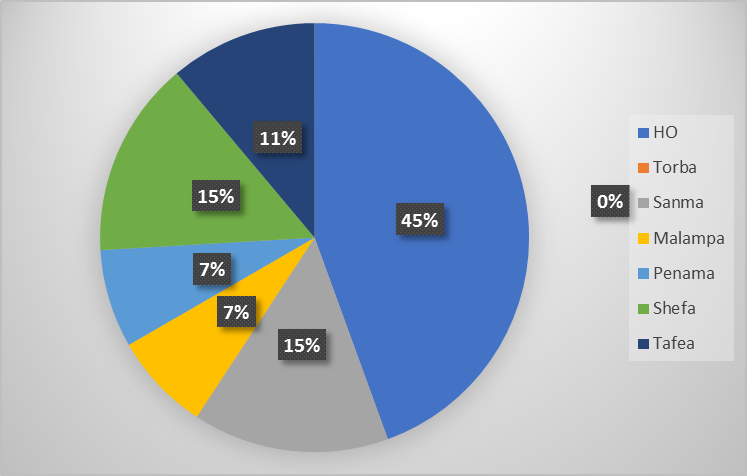 11%
15%
45%
0%
7%
7%
15%
HO
Torba
Sanma
Malampa
Penama
Shefa
Tafea